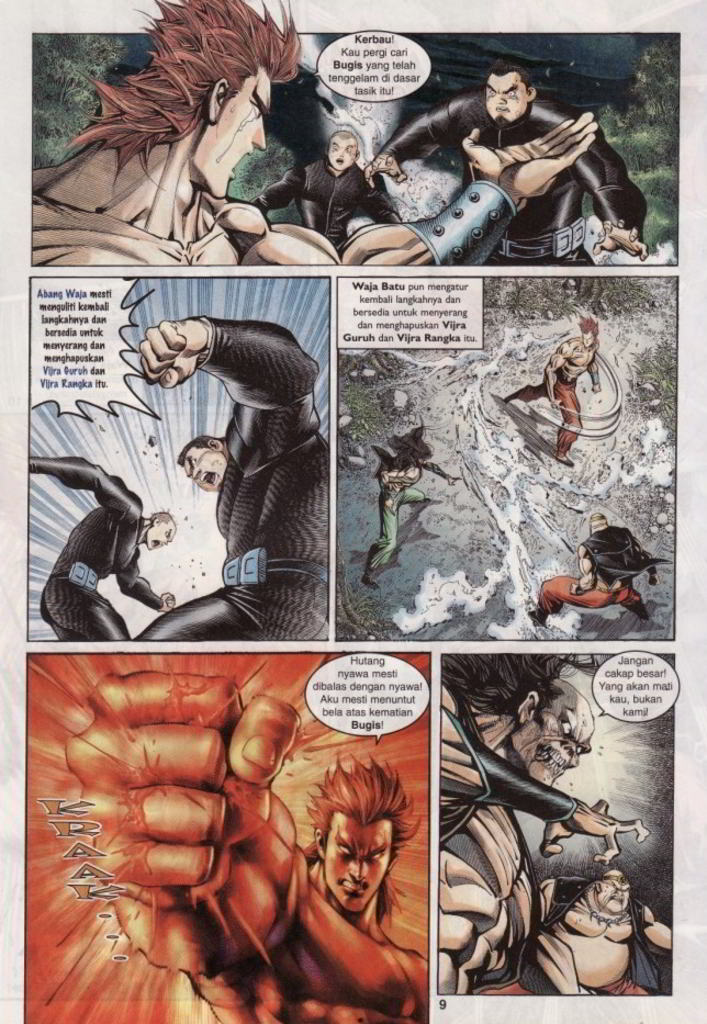 Kerbau!
Kau pergi cari
Bugis yang telah
tenggelam di dasar
tasik itu!
Abang Waja mesti
menguliti kembali
langkahnya dan
bersedia untuk
menyerang dan
menghapuskan
Vijra Guruh dan
Vijra Rangka itu.
Waja Batu pun mengatur
kembali langkahnya dan
bersedia untuk menyerang
dan menghapuskan Vijra
Guruh dan Vijra Rangka itu.
Hutang
nyawa mesti
dibalas dengan nyawa!
Aku mesti menuntut
bela atas kematian
Bugis!
KRAAK...
Jangan
cakap besar!
Yang akan mati
kau, bukan
kami!
9